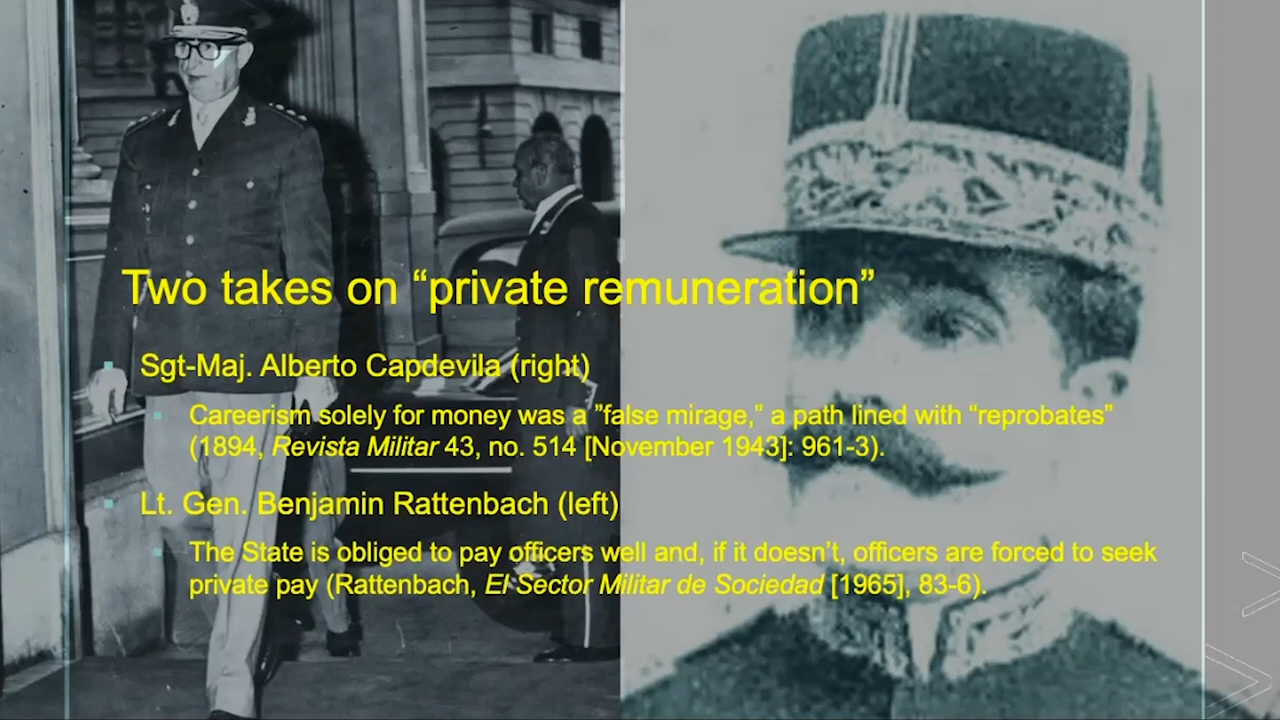 Two takes on “private remuneration”
Sgt-Maj. Alberto Capdevila (right)
Careerism solely for money was a ”false mirage,” a path lined with “reprobates”
(1894, Revista Militar 43, no. 514 [November 1943]: 961-3).
Lt. Gen. Benjamin Rattenbach (left)
The State is obliged to pay officers well and, if it doesn’t, officers are forced to seek
private pay (Rattenbach, El Sector Militar de Sociedad [1965], 83-6).